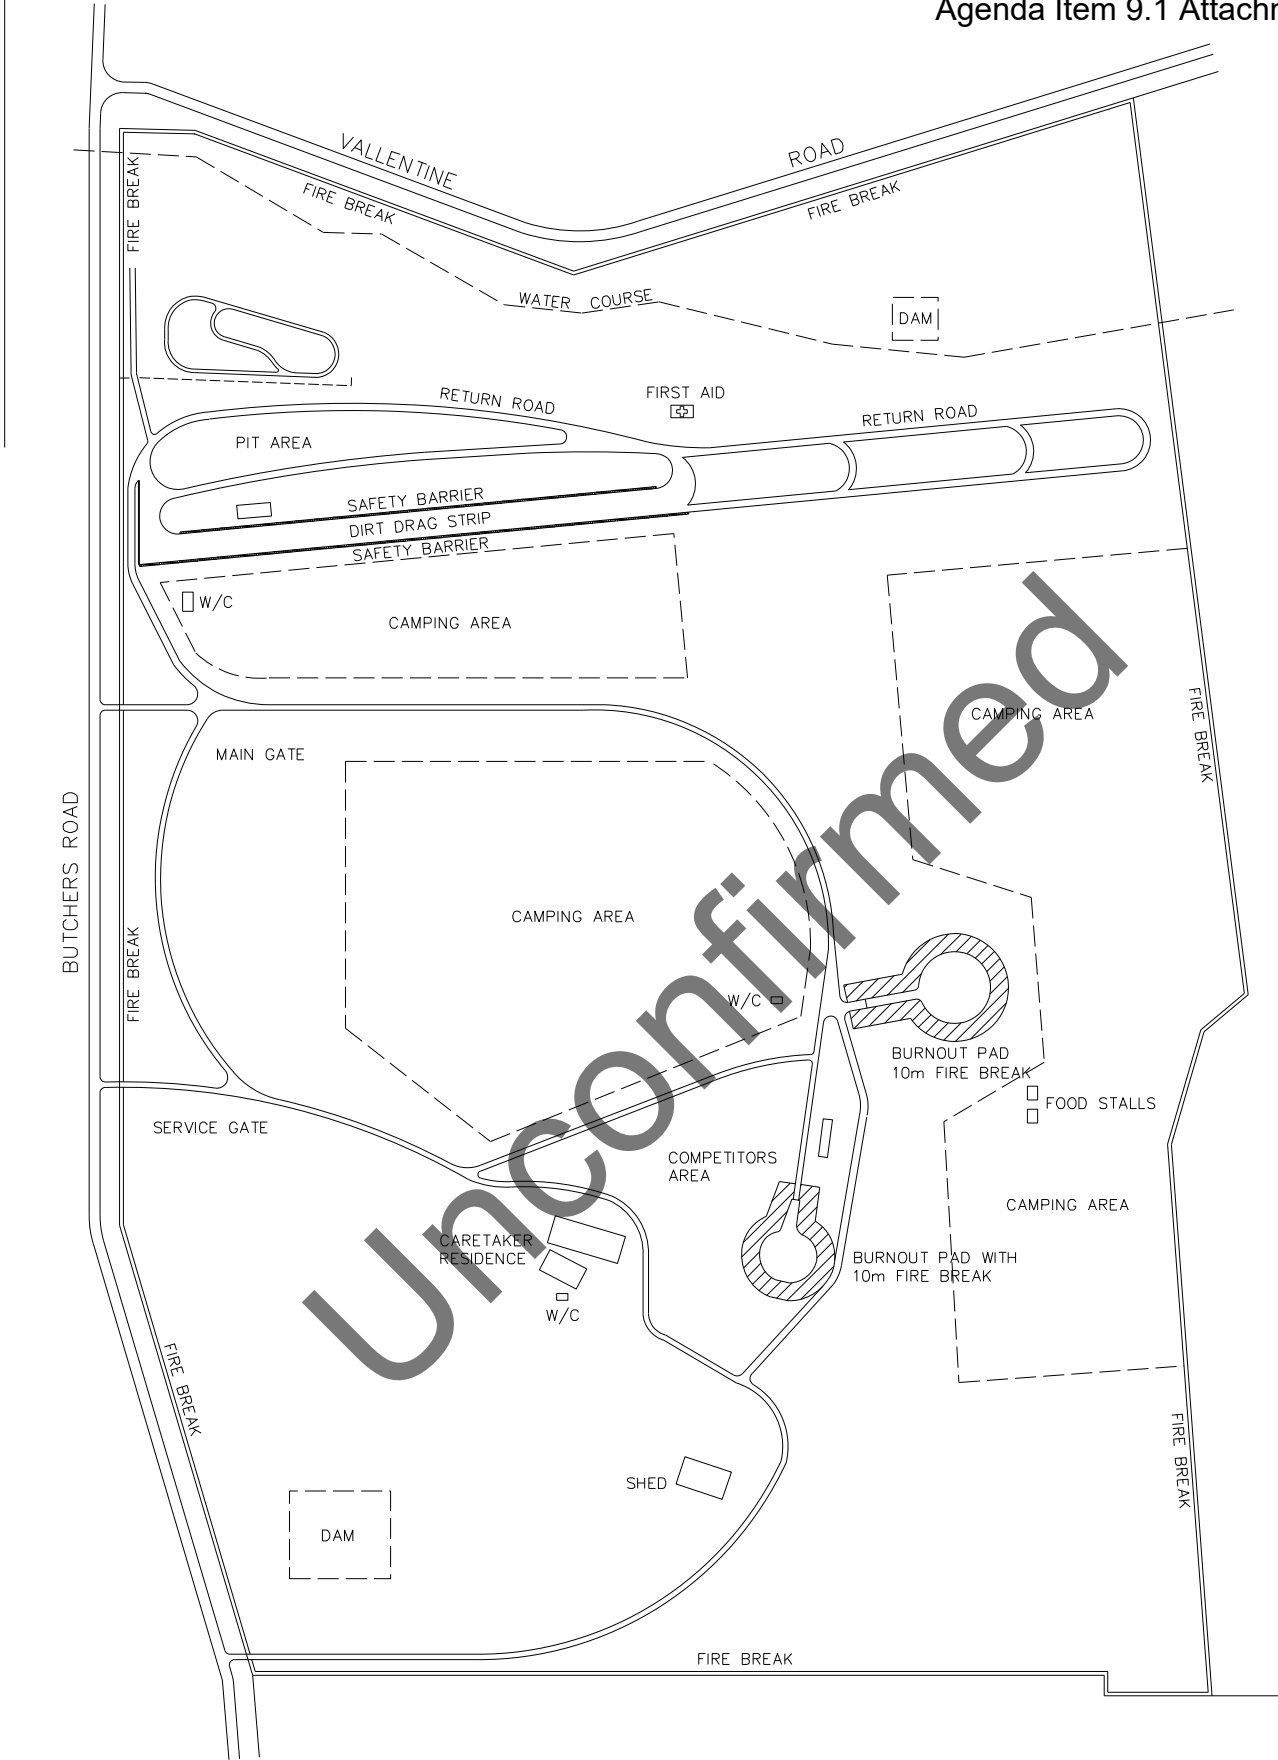 Agenda Item 9.1 Attachm
VALLENTINE
ROAD
FIRE BREAK
FIRE BREAK
FIRE BREAK
WATER COURSE
DAM
RETURN ROAD
FIRST AID
RETURN ROAD
PIT AREA
SAFETY BARRIER
DIRT DRAG STRIP
SAFETY BARRIER
W/C
CAMPING AREA
CAMPING AREA
FIRE BREAK
MAIN GATE
BUTCHERS ROAD
CAMPING AREA
FIRE BREAK
W/C
BURNOUT PAD
10m FIRE BREAK
FOOD STALLS
SERVICE GATE
COMPETITORS
AREA
CAMPING AREA
CARETAKER
RESIDENCE
BURNOUT PAD WITH
10m FIRE BREAK
W/C
FIRE BREAK
FIRE BREAK
SHED
DAM
FIRE BREAK
Unconfirmed